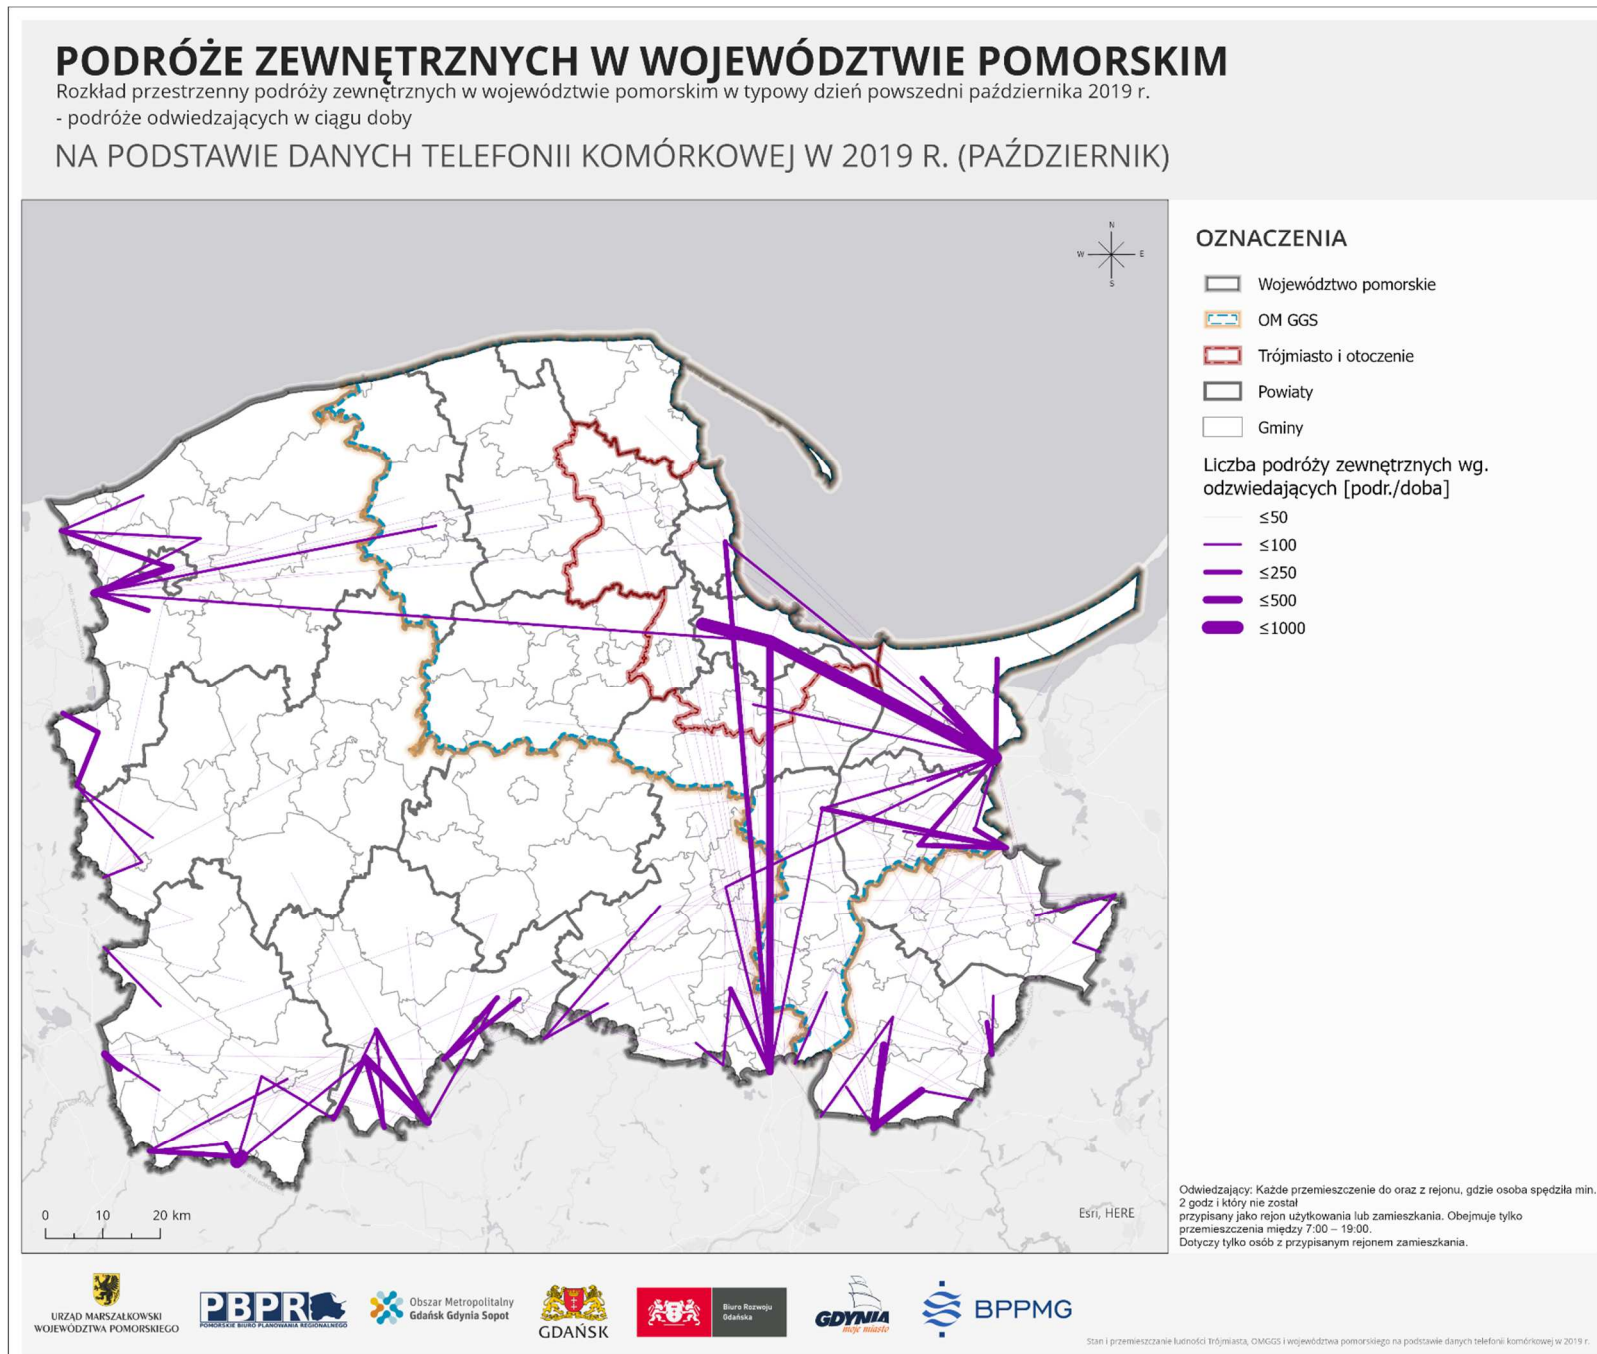 PODRÓŻE ZEWNĘTRZNYCH W WOJEWÓDZTWIE POMORSKIM
Rozkład przestrzenny podróży zewnętrznych w województwie pomorskim w typowy dzień powszedni października 2019 r.
- podróże odwiedzających w ciągu doby
NA PODSTAWIE DANYCH TELEFONII KOMÓRKOWEJ W 2019 R. (PAŹDZIERNIK)
N
W E
S
OZNACZENIA
Województwo pomorskie
OM GGS
Trójmiasto i otoczenie
Powiaty
Gminy
Liczba podróży zewnętrznych wg.
odzwiedających [podr./doba]
≤50
≤100
≤250
≤500
≤1000
0 10 20 km
Esri, HERE
Odwiedzający: Każde przemieszczenie do oraz z rejonu, gdzie osoba spędziła min.
2 godz i który nie został
przypisany jako rejon użytkowania lub zamieszkania. Obejmuje tylko
przemieszczenia między 7:00 – 19:00.
Dotyczy tylko osób z przypisanym rejonem zamieszkania.
URZĄD MARSZAŁKOWSKI
WOJEWÓDZTWA POMORSKIEGO
PBPR
POMORSKIE BIURO PLANOWANIA REGIONALNEGO
Obszar Metropolitalny
Gdańsk Gdynia Sopot
GDAŃSK
Biuro Rozwoju
Gdańska
GDYNIA
moje miasto
BPPMG
Stan i przemieszczanie ludności Trójmiasta, OMGGS i województwa pomorskiego na podstawie danych telefonii komórkowej w 2019 r.